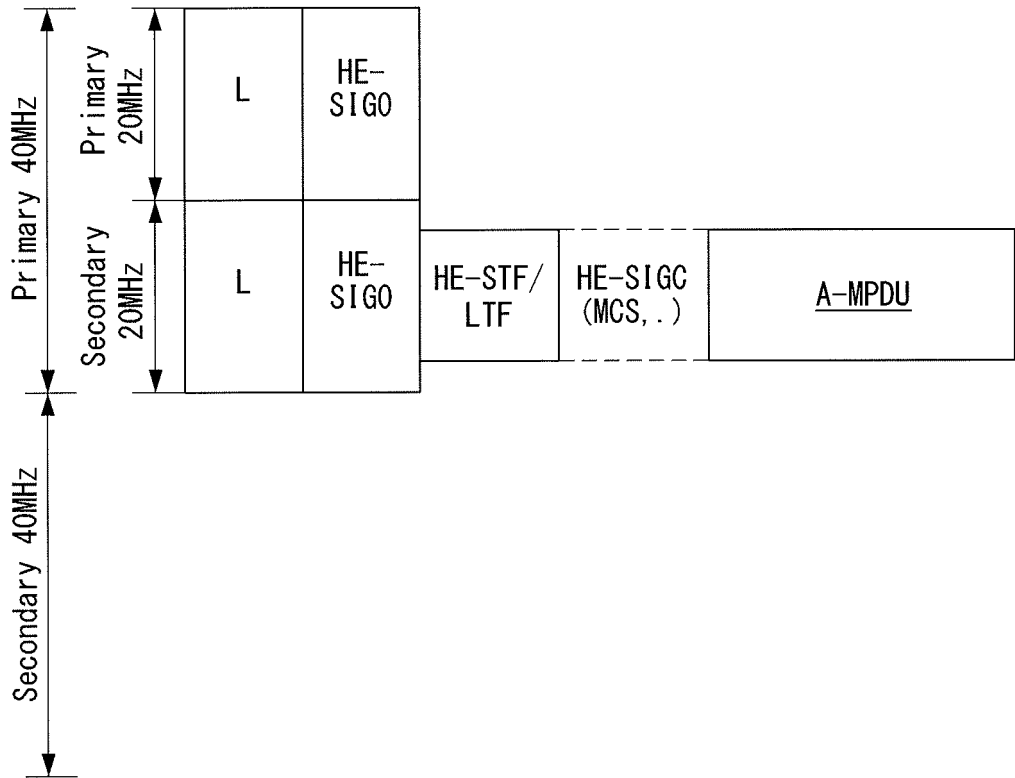 Primary 40MHz
Primary
20MHz
L
HE-
SIG0
Secondary
20MHz
L
HE-
SIG0
HE-STF/
LTF
HE-SIGC
(MCS,.)
A-MPDU
Secondary 40MHz